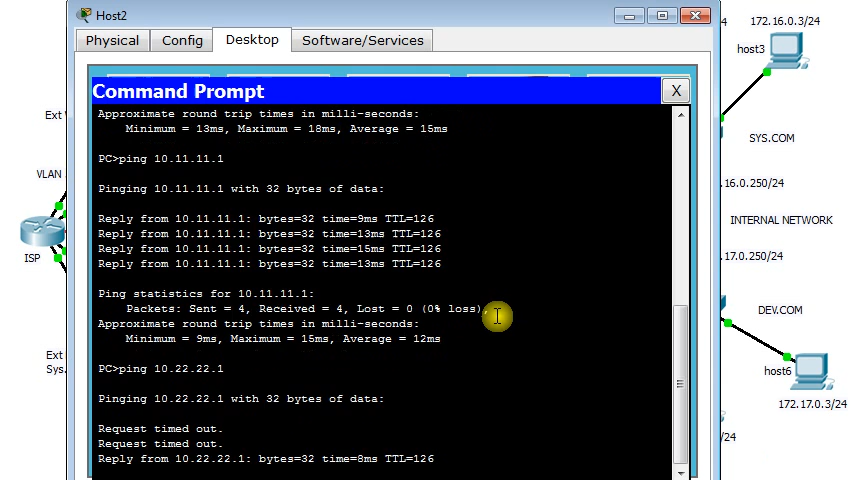 Host2
Physical Config Desktop Software/Services
Command Prompt
X
Approximate round trip times in milli-seconds:
Minimum = 13ms, Maximum = 18ms, Average = 15ms
PC>ping 10.11.11.1
Pinging 10.11.11.1 with 32 bytes of data:
Reply from 10.11.11.1: bytes=32 time=9ms TTL=126
Reply from 10.11.11.1: bytes=32 time=13ms TTL=126
Reply from 10.11.11.1: bytes=32 time=15ms TTL=126
Reply from 10.11.11.1: bytes=32 time=13ms TTL=126
Ping statistics for 10.11.11.1:
Packets: Sent = 4, Received = 4, Lost = 0 (0% loss),
Approximate round trip times in milli-seconds:
Minimum = 9ms, Maximum = 15ms, Average = 12ms
PC>ping 10.22.22.1
Pinging 10.22.22.1 with 32 bytes of data:
Request timed out.
Request timed out.
Reply from 10.22.22.1: bytes=32 time=8ms TTL=126
Ext
VLAN
ISP
Ext
Sys.
172.16.0.3/24
host3
SYS.COM
.16.0.250/24
INTERNAL NETWORK
.17.0.250/24
DEV.COM
host6
172.17.0.3/24
/24